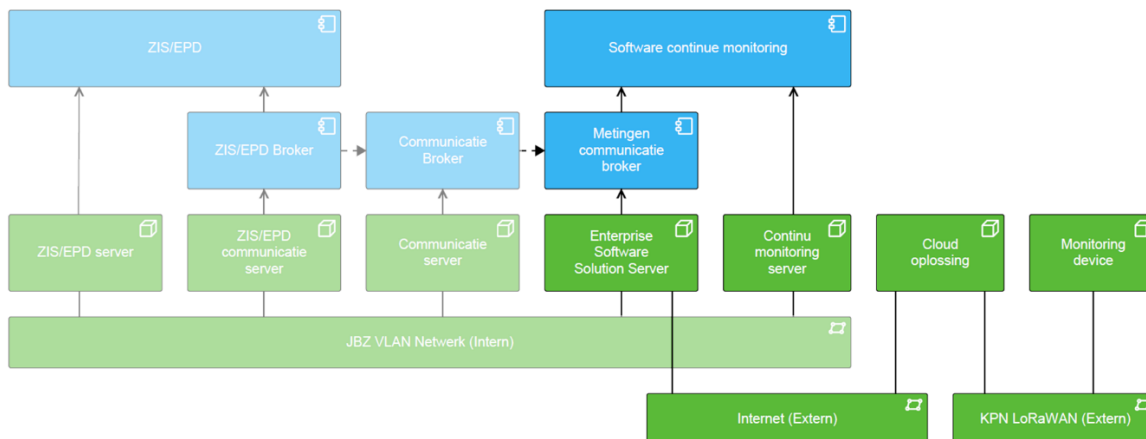 ZIS/EPD
Software continue monitoring
ZIS/EPD Broker
Communicatie
Broker
Metingen
communicatie
broker
ZIS/EPD server
ZIS/EPD
communicatie
server
Communicatie
server
Enterprise
Software
Solution Server
Continu
monitoring
server
Cloud
oplossing
Monitoring
device
JBZ VLAN Netwerk (Intern)
Internet (Extern)
KPN LoRaWAN (Extern)